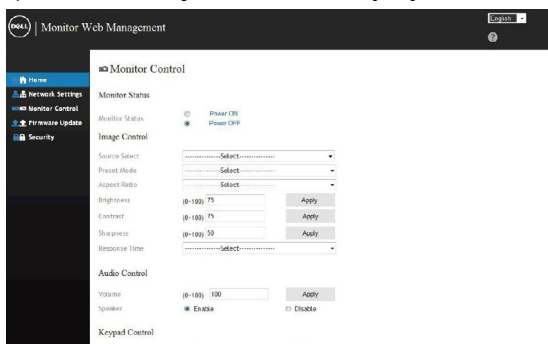 DELL | Monitor Web Management
English
?
Home
Network Settings
Monitor Control
Firmware Update
Security
Monitor Control
Monitor Status
Monitor Status
Power ON
Power OFF
Image Control
Source Select ---------------Select---------------
Preset Mode ---------------Select---------------
Aspect Ratio ---------------Select---------------
Brightness (0~100) 75 Apply
Contrast (0~100) 75 Apply
Sharpness (0~100) 50 Apply
Response Time ---------------Select---------------
Audio Control
Volume (0~100) 100 Apply
Speaker Enable Disable
Keypad Control